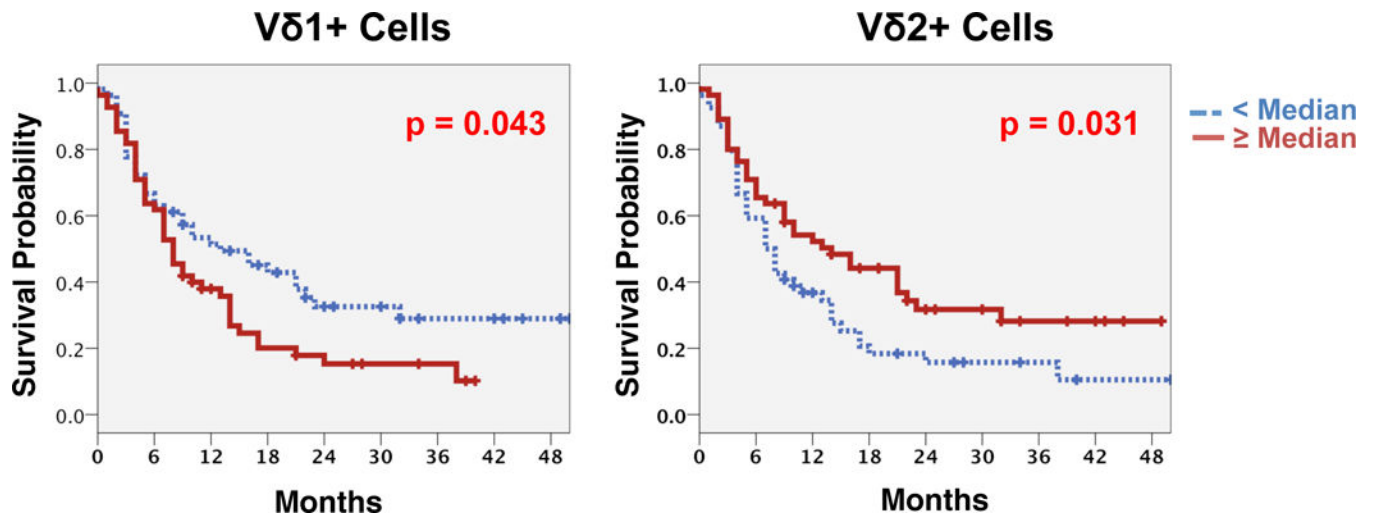 Vδ1+ Cells
Survival Probability
1.0
0.8
0.6
0.4
0.2
0.0
p = 0.043
0 6 12 18 24 30 36 42 48
Months
Vδ2+ Cells
Survival Probability
1.0
0.8
0.6
0.4
0.2
0.0
p = 0.031
0 6 12 18 24 30 36 42 48
Months
< Median
≥ Median